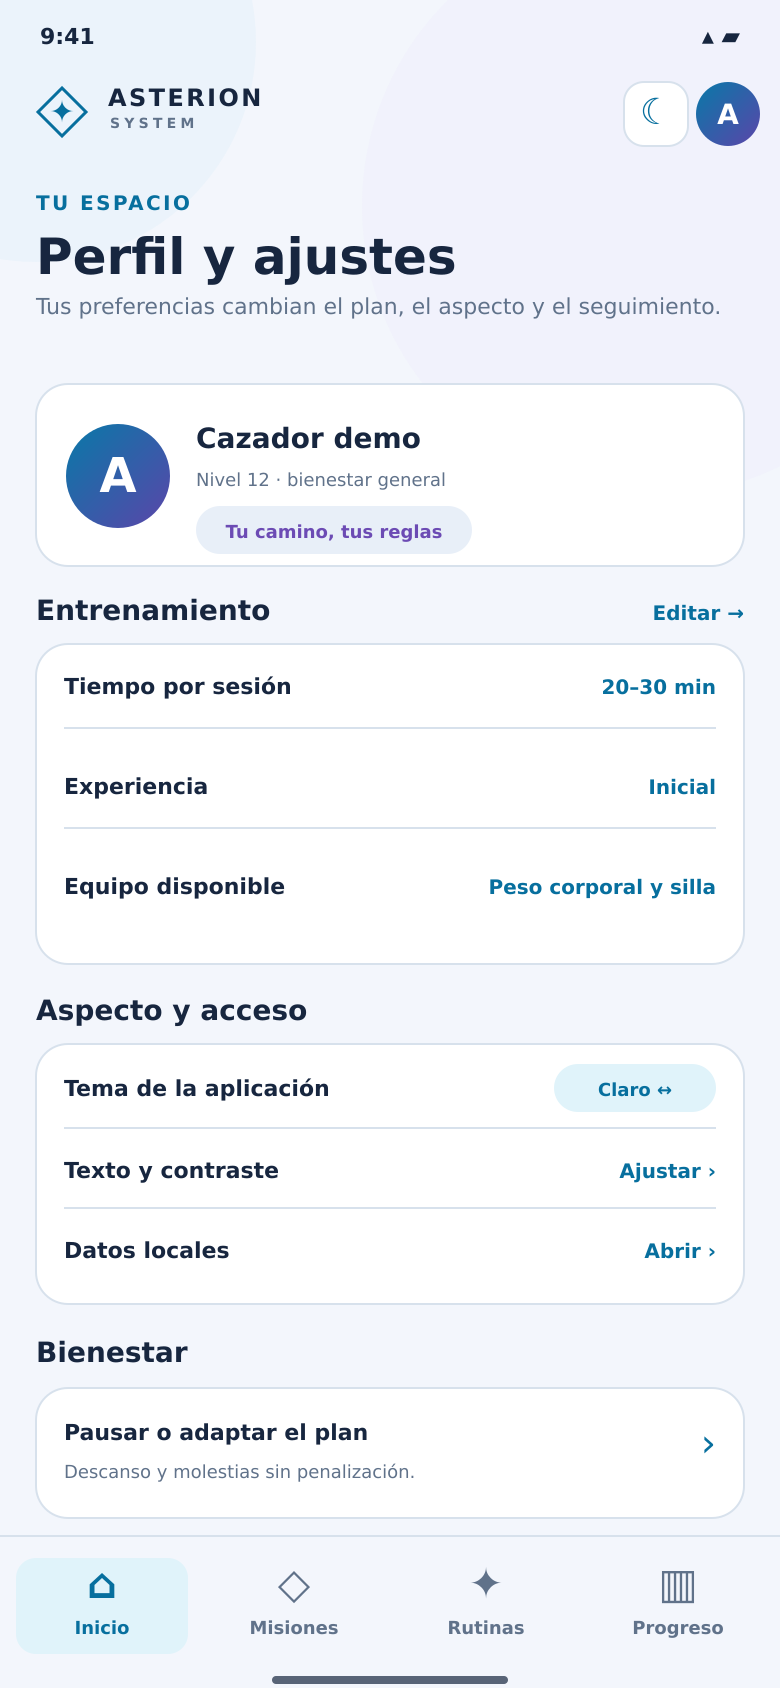 9:41
ASTERION
SYSTEM
A
TU ESPACIO
Perfil y ajustes
Tus preferencias cambian el plan, el aspecto y el seguimiento.
A
Cazador demo
Nivel 12 · bienestar general
Tu camino, tus reglas
Entrenamiento
Editar →
Tiempo por sesión
20–30 min
Experiencia
Inicial
Equipo disponible
Peso corporal y silla
Aspecto y acceso
Tema de la aplicación
Claro ↔
Texto y contraste
Ajustar ›
Datos locales
Abrir ›
Bienestar
Pausar o adaptar el plan
Descanso y molestias sin penalización.
›
Inicio
Misiones
Rutinas
Progreso